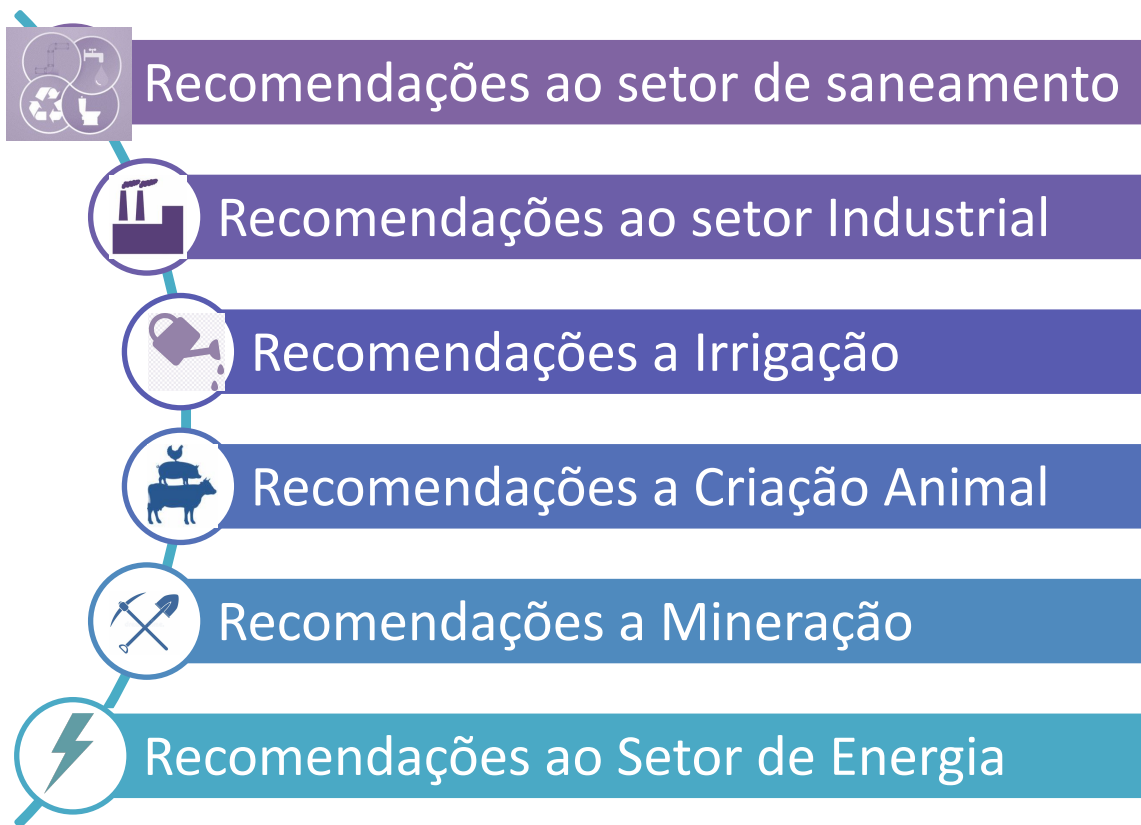 Recomendações ao setor de saneamento
Recomendações ao setor Industrial
Recomendações a Irrigação
Recomendações a Criação Animal
Recomendações a Mineração
Recomendações ao Setor de Energia